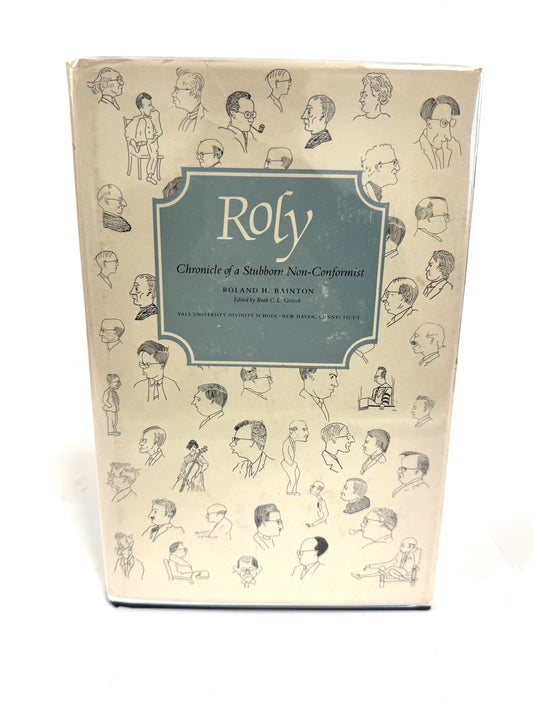 Roly
Chronicle of a Stubborn Non-Conformist
ROLAND H. BAINTON
Edited by Ruth C. L. Gritsch
YALE UNIVERSITY DIVINITY SCHOOL · NEW HAVEN, CONNECTICUT